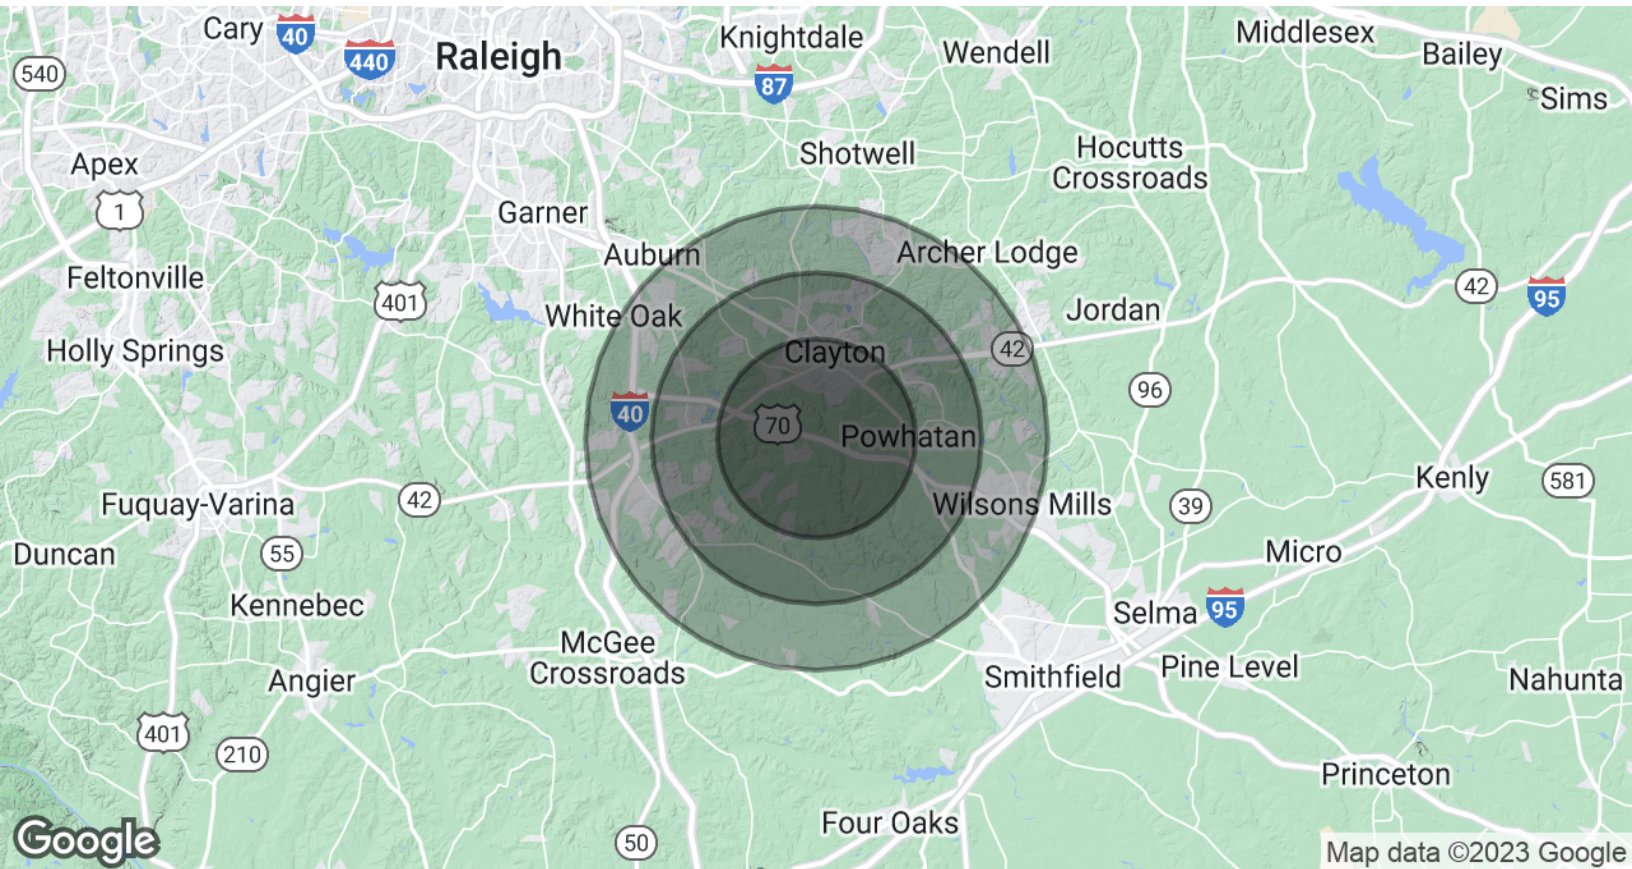 Cary
40
440
Raleigh
Knightdale
87
Wendell
Middlesex
Bailey
540
Sims
Apex
Shotwell
Hocutts
Crossroads
1
Garner
Auburn
Archer Lodge
Feltonville
401
White Oak
Jordan
42
95
Holly Springs
Clayton
42
96
40
70
Powhatan
Kenly
581
Fuquay-Varina
42
Wilsons Mills
39
Duncan
55
Micro
Kennebec
Selma
95
McGee
Crossroads
Angier
Smithfield
Pine Level
Nahunta
401
210
Princeton
Four Oaks
Google
50
Map data ©2023 Google